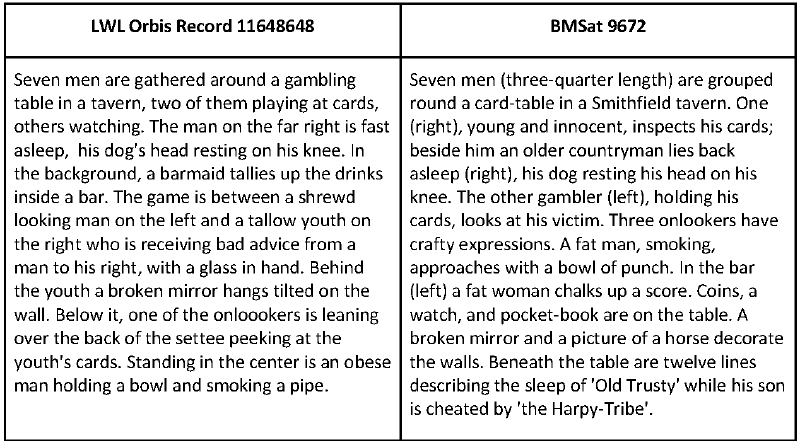 LWL Orbis Record 11648648
BMSat 9672
Seven men are gathered around a gambling
table in a tavern, two of them playing at cards,
others watching. The man on the far right is fast
asleep,  his dog's head resting on his knee. In
the background, a barmaid tallies up the drinks
inside a bar. The game is between a shrewd
looking man on the left and a tallow youth on
the right who is receiving bad advice from a
man to his right, with a glass in hand. Behind
the youth a broken mirror hangs tilted on the
wall. Below it, one of the onloookers is leaning
over the back of the settee peeking at the
youth's cards. Standing in the center is an obese
man holding a bowl and smoking a pipe.
Seven men (three-quarter length) are grouped
round a card-table in a Smithfield tavern. One
(right), young and innocent, inspects his cards;
beside him an older countryman lies back
asleep (right), his dog resting his head on his
knee. The other gambler (left), holding his
cards, looks at his victim. Three onlookers have
crafty expressions. A fat man, smoking,
approaches with a bowl of punch. In the bar
(left) a fat woman chalks up a score. Coins, a
watch, and pocket-book are on the table. A
broken mirror and a picture of a horse decorate
the walls. Beneath the table are twelve lines
describing the sleep of 'Old Trusty' while his son
is cheated by 'the Harpy-Tribe'.